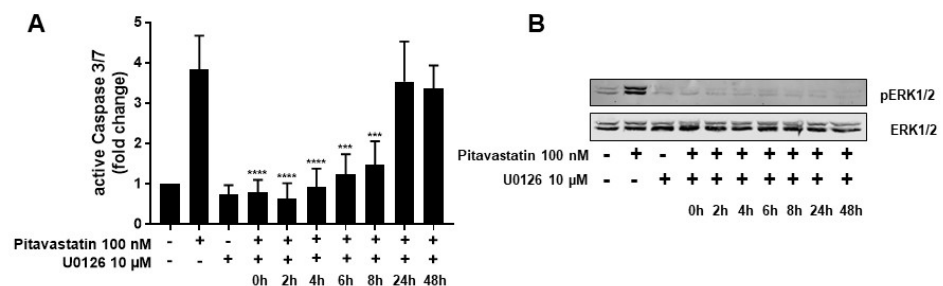 A
active Caspase 3/7
(fold change)
5
4
3
2
1
0
**** **** **** *** ***
Pitavastatin 100 nM - + - + + + + + + +
U0126 10 µM - - + + + + + + + +
0h 2h 4h 6h 8h 24h 48h
B
pERK1/2
ERK1/2
Pitavastatin 100 nM - + - + + + + + + +
U0126 10 µM - - + + + + + + + +
0h 2h 4h 6h 8h 24h 48h